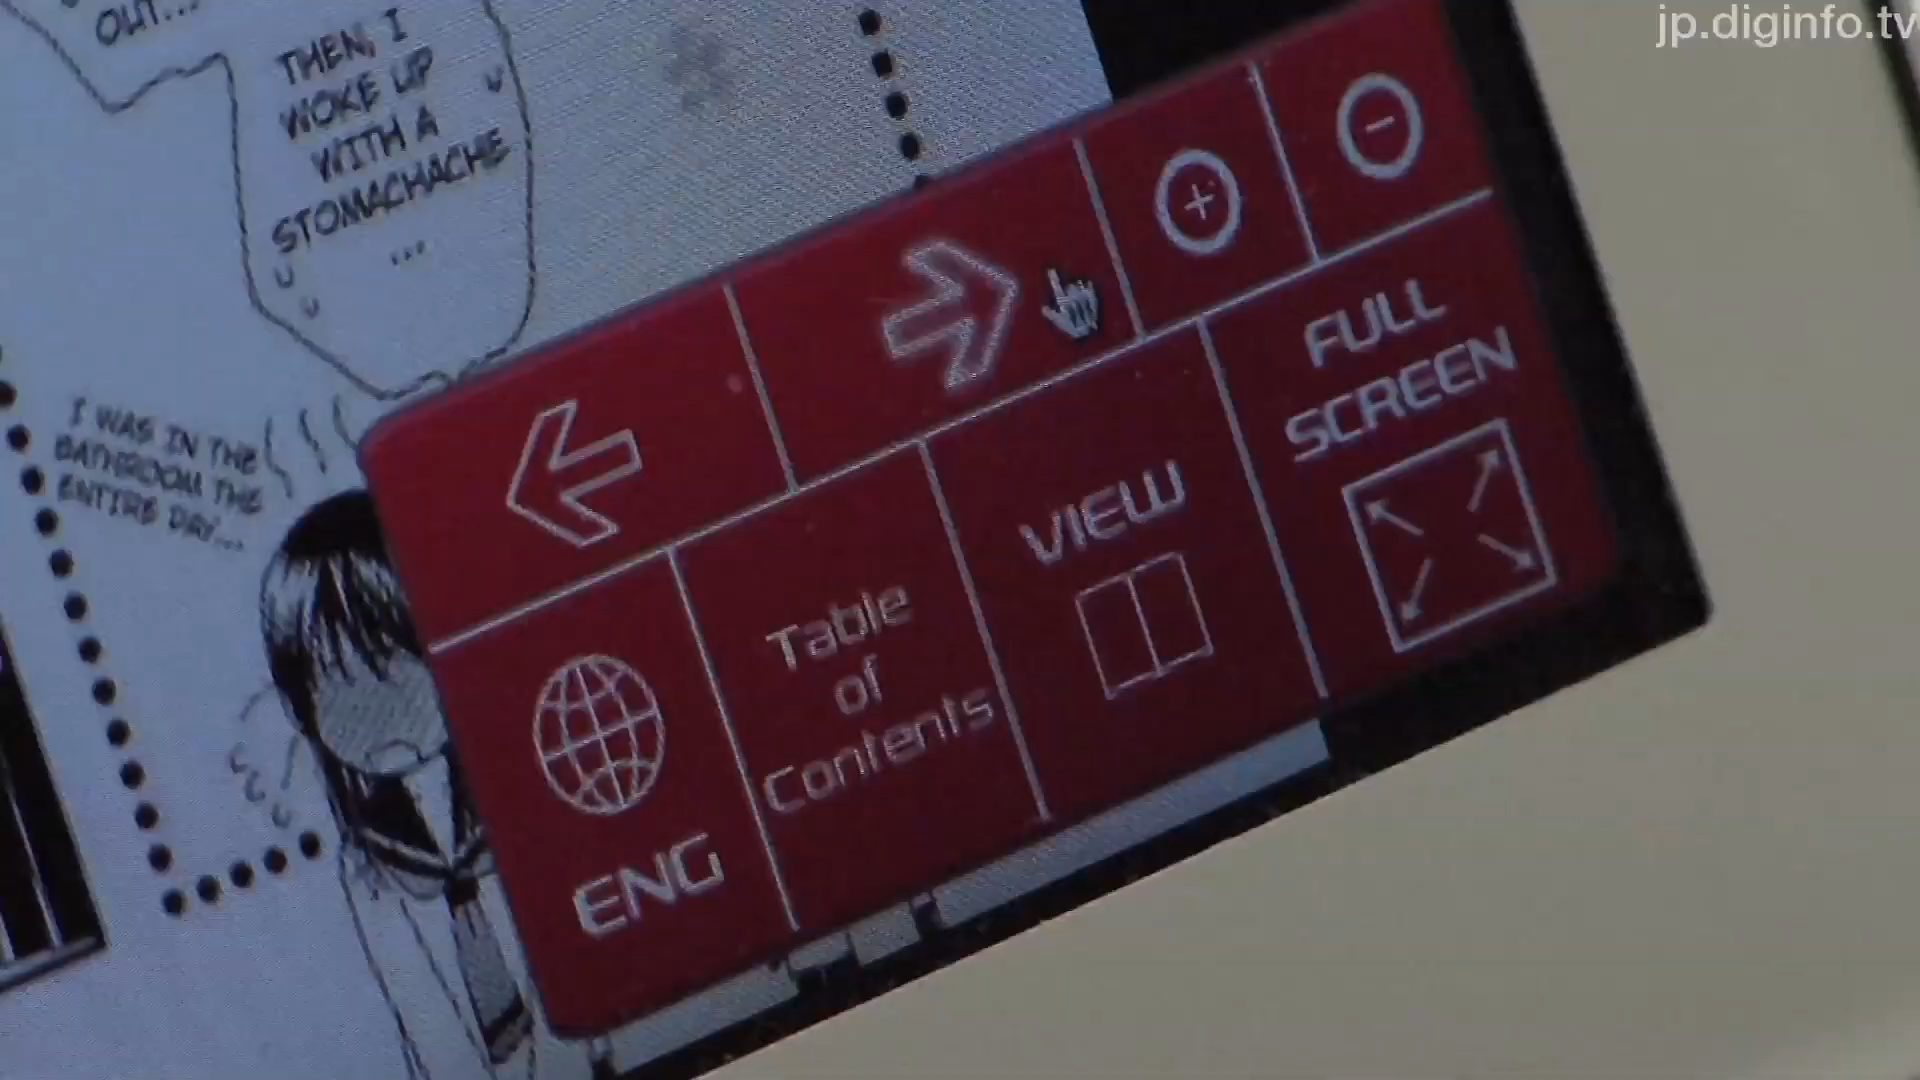 jp.diginfo.tv
OUT...
THEN, I
WOKE UP
WITH A
STOMACHACHE
...
I WAS IN THE
BATHROOM THE
ENTIRE DAY...
FULL
SCREEN
VIEW
Table
of
Contents
ENG